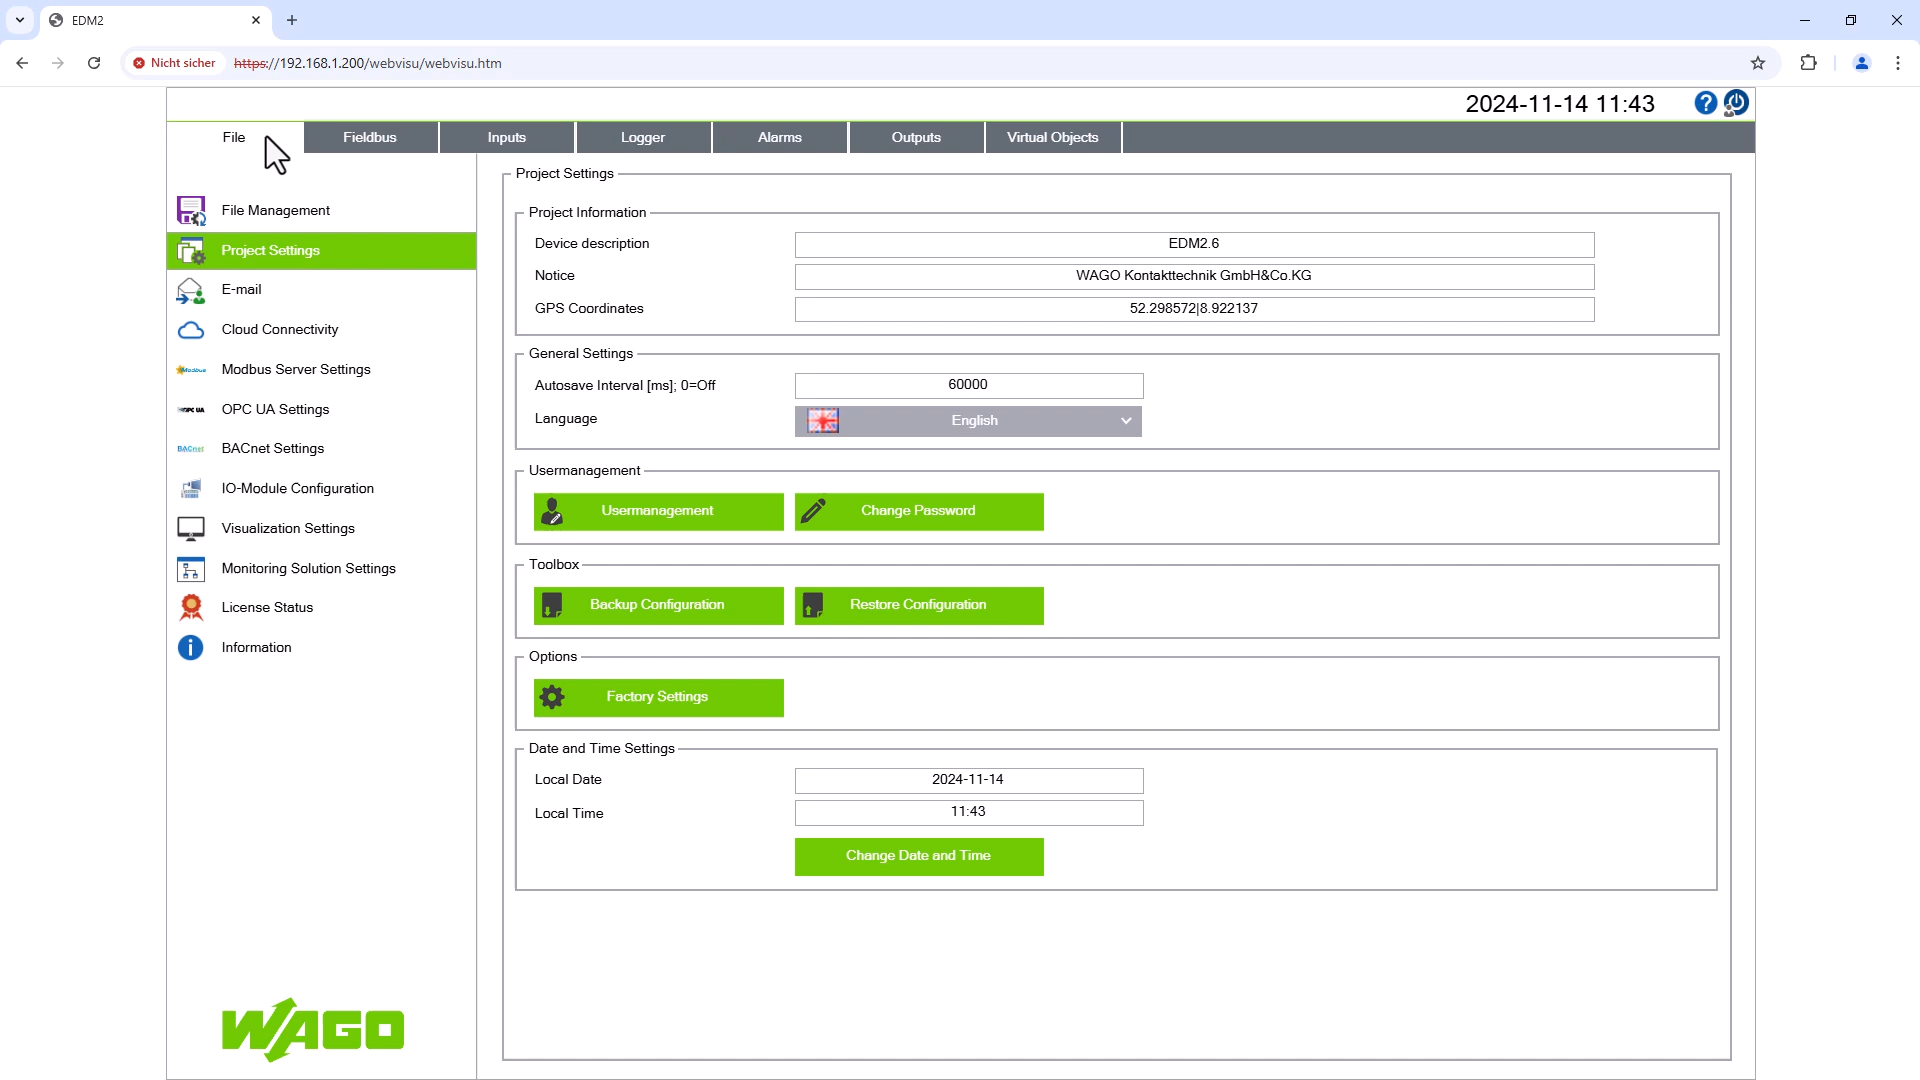 EDM2
Nicht sicher https://192.168.1.200/webvisu/webvisu.htm
2024-11-14 11:43
File Fieldbus Inputs Logger Alarms Outputs Virtual Objects
File Management
Project Settings
E-mail
Cloud Connectivity
Modbus Modbus Server Settings
OPC UA OPC UA Settings
BACnet BACnet Settings
IO-Module Configuration
Visualization Settings
Monitoring Solution Settings
License Status
Information
WAGO
Project Settings
Project Information
Device description EDM2.6
Notice WAGO Kontakttechnik GmbH&Co.KG
GPS Coordinates 52.298572|8.922137
General Settings
Autosave Interval [ms]; 0=Off 60000
Language English
Usermanagement
Usermanagement Change Password
Toolbox
Backup Configuration Restore Configuration
Options
Factory Settings
Date and Time Settings
Local Date 2024-11-14
Local Time 11:43
Change Date and Time